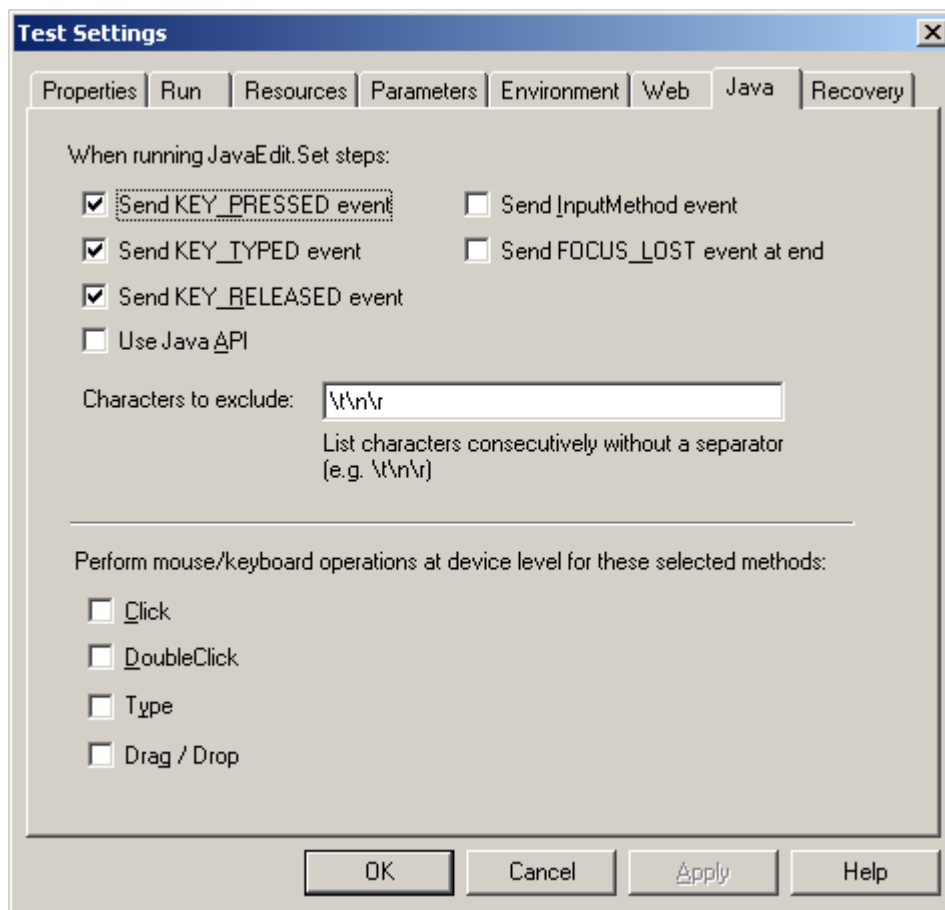 Test Settings
Properties Run Resources Parameters Environment Web Java Recovery
When running JavaEdit.Set steps:
Send KEY_PRESSED event Send InputMethod event
Send KEY_TYPED event Send FOCUS_LOST event at end
Send KEY_RELEASED event
Use Java API
Characters to exclude: \t\n\r
List characters consecutively without a separator
(e.g. \t\n\r)
Perform mouse/keyboard operations at device level for these selected methods:
Click
DoubleClick
Type
Drag / Drop
OK Cancel Apply Help